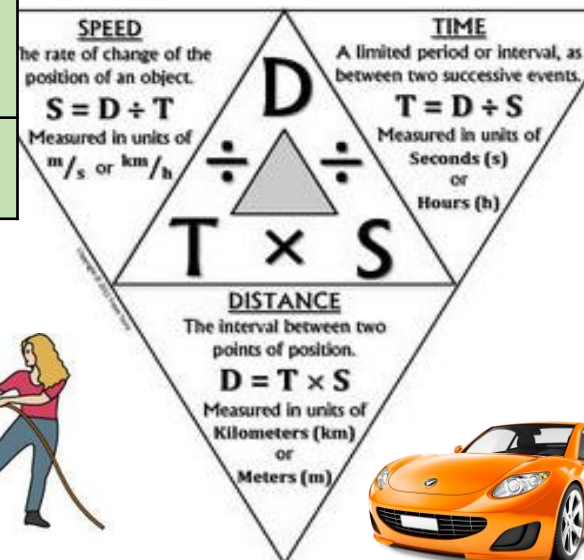 SPEED
The rate of change of the
position of an object.
S = D ÷ T
Measured in units of
m/s or km/h
TIME
A limited period or interval, as
between two successive events.
T = D ÷ S
Measured in units of
Seconds (s)
or
Hours (h)
D
÷ ÷
T × S
DISTANCE
The interval between two
points of position.
D = T × S
Measured in units of
Kilometers (km)
or
Meters (m)